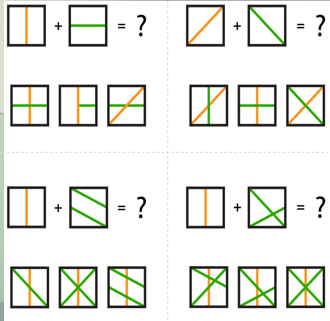 + = ?
+ = ?
+ = ?
+ = ?